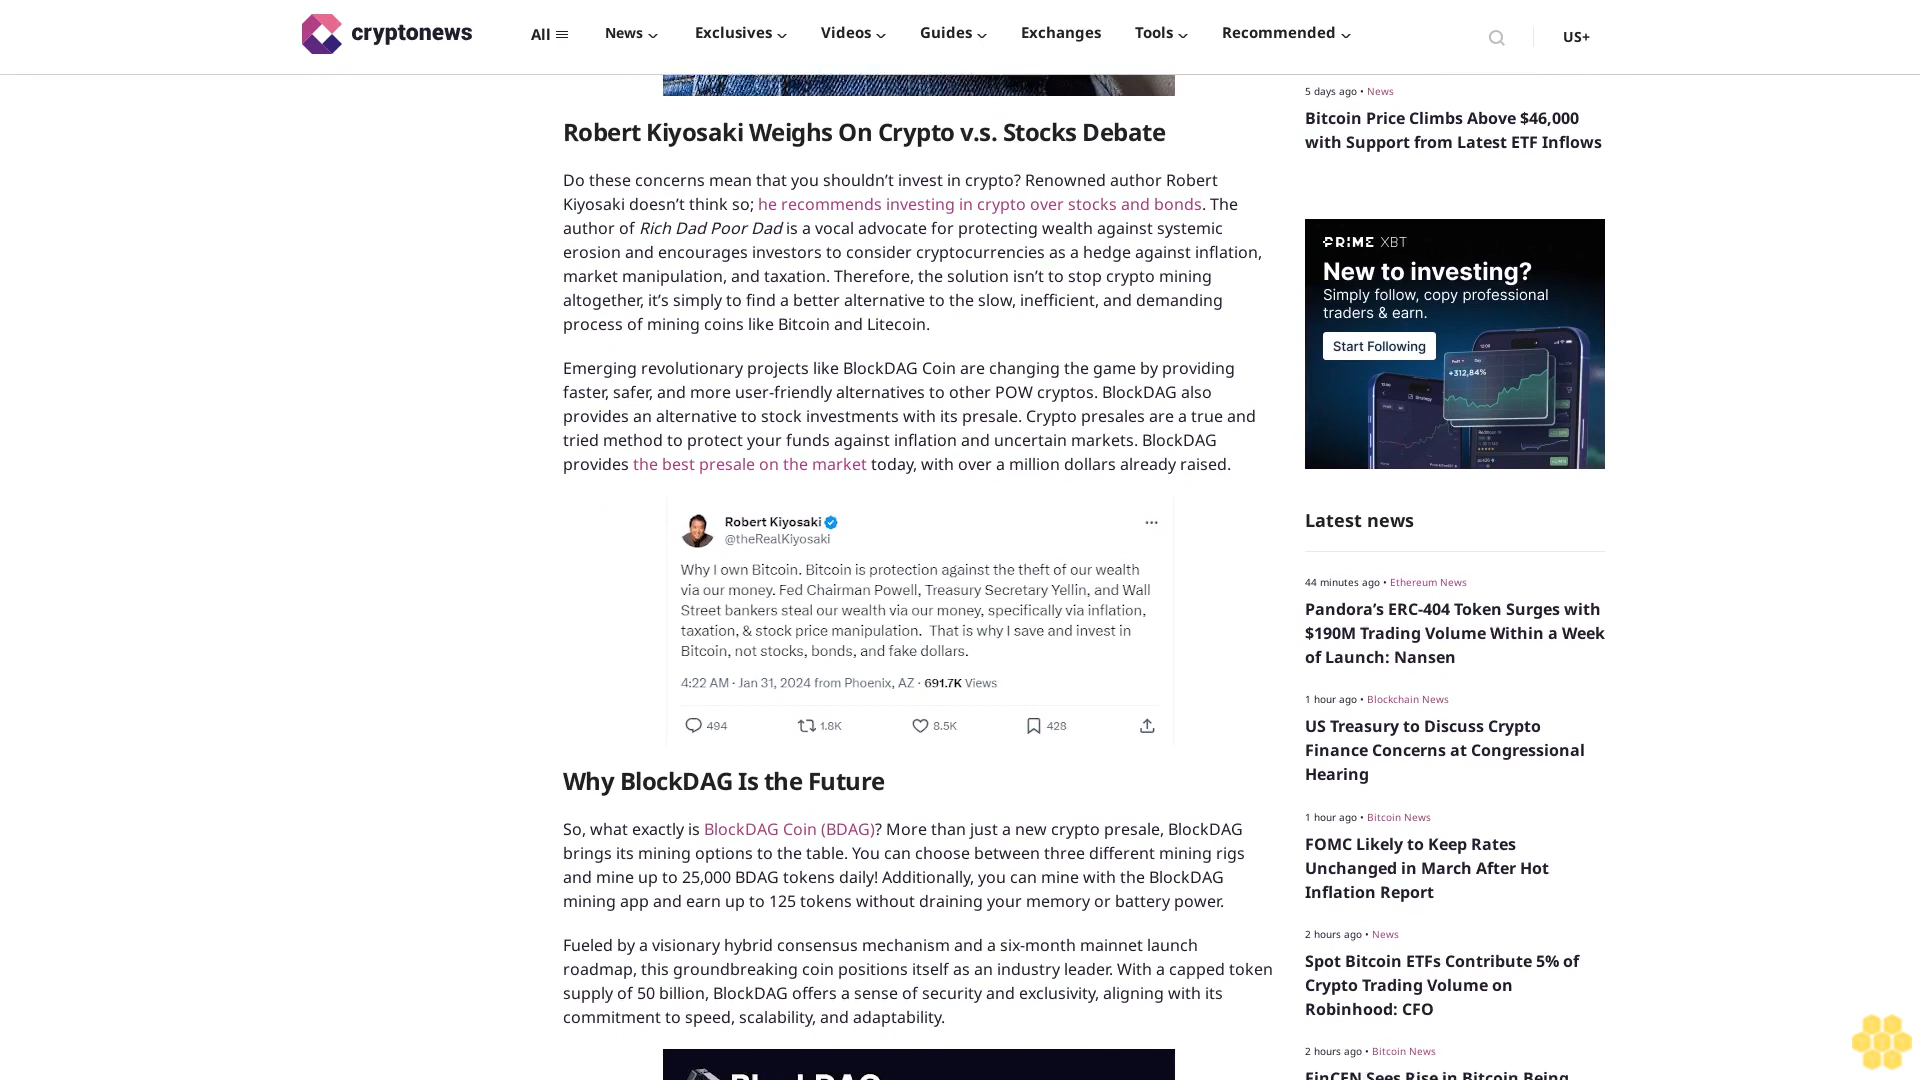 cryptonews
All
News
Exclusives
Videos
Guides
Exchanges
Tools
Recommended
US+
Robert Kiyosaki Weighs On Crypto v.s. Stocks Debate
Do these concerns mean that you shouldn’t invest in crypto? Renowned author Robert
Kiyosaki doesn’t think so; he recommends investing in crypto over stocks and bonds. The
author of Rich Dad Poor Dad is a vocal advocate for protecting wealth against systemic
erosion and encourages investors to consider cryptocurrencies as a hedge against inflation,
market manipulation, and taxation. Therefore, the solution isn’t to stop crypto mining
altogether, it’s simply to find a better alternative to the slow, inefficient, and demanding
process of mining coins like Bitcoin and Litecoin.
Emerging revolutionary projects like BlockDAG Coin are changing the game by providing
faster, safer, and more user-friendly alternatives to other POW cryptos. BlockDAG also
provides an alternative to stock investments with its presale. Crypto presales are a true and
tried method to protect your funds against inflation and uncertain markets. BlockDAG
provides the best presale on the market today, with over a million dollars already raised.
Robert Kiyosaki
@theRealKiyosaki
Why I own Bitcoin. Bitcoin is protection against the theft of our wealth
via our money. Fed Chairman Powell, Treasury Secretary Yellin, and Wall
Street bankers steal our wealth via our money, specifically via inflation,
taxation, & stock price manipulation. That is why I save and invest in
Bitcoin, not stocks, bonds, and fake dollars.
4:22 AM · Jan 31, 2024 from Phoenix, AZ · 691.7K Views
494
1.8K
8.5K
428
Why BlockDAG Is the Future
So, what exactly is BlockDAG Coin (BDAG)? More than just a new crypto presale, BlockDAG
brings its mining options to the table. You can choose between three different mining rigs
and mine up to 25,000 BDAG tokens daily! Additionally, you can mine with the BlockDAG
mining app and earn up to 125 tokens without draining your memory or battery power.
Fueled by a visionary hybrid consensus mechanism and a six-month mainnet launch
roadmap, this groundbreaking coin positions itself as an industry leader. With a capped token
supply of 50 billion, BlockDAG offers a sense of security and exclusivity, aligning with its
commitment to speed, scalability, and adaptability.
BlockDAG
5 days ago • News
Bitcoin Price Climbs Above $46,000
with Support from Latest ETF Inflows
PRIME XBT
New to investing?
Simply follow, copy professional
traders & earn.
Start Following
+312,84%
Latest news
44 minutes ago • Ethereum News
Pandora’s ERC-404 Token Surges with
$190M Trading Volume Within a Week
of Launch: Nansen
1 hour ago • Blockchain News
US Treasury to Discuss Crypto
Finance Concerns at Congressional
Hearing
1 hour ago • Bitcoin News
FOMC Likely to Keep Rates
Unchanged in March After Hot
Inflation Report
2 hours ago • News
Spot Bitcoin ETFs Contribute 5% of
Crypto Trading Volume on
Robinhood: CFO
2 hours ago • Bitcoin News
FinCEN Sees Rise in Bitcoin Being